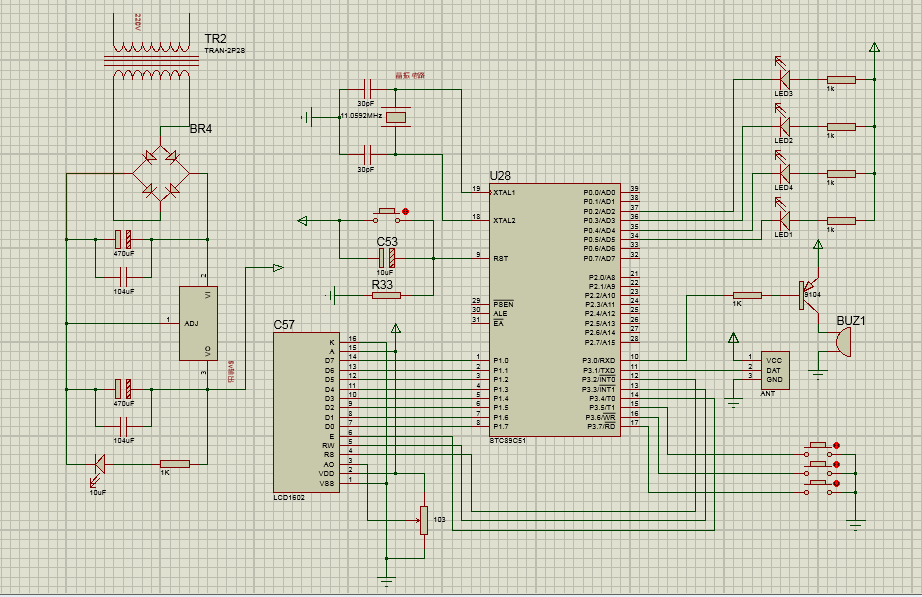 220V
TR2
TRAN-2P2S
BR4
470uF
104uF
2
VI
1
ADJ
VO
3
470uF
104uF
1K
10uF
30pF
11.0592MHz
30pF
C53
10uF
R33
U28
19
XTAL1
18
XTAL2
9
RST
29
PSEN
30
ALE
31
EA
1
P1.0
2
P1.1
3
P1.2
4
P1.3
5
P1.4
6
P1.5
7
P1.6
8
P1.7
P0.0/AD0
39
P0.1/AD1
38
P0.2/AD2
37
P0.3/AD3
36
P0.4/AD4
35
P0.5/AD5
34
P0.6/AD6
33
P0.7/AD7
32
P2.0/A8
21
P2.1/A9
22
P2.2/A10
23
P2.3/A11
24
P2.4/A12
25
P2.5/A13
26
P2.6/A14
27
P2.7/A15
28
P3.0/RXD
10
P3.1/TXD
11
P3.2/INT0
12
P3.3/INT1
13
P3.4/T0
14
P3.5/T1
15
P3.6/WR
16
P3.7/RD
17
STC89C51
C57
K
16
A
15
D7
14
D6
13
D5
12
D4
11
D3
10
D2
9
D1
8
D0
7
E
6
RW
5
RS
4
AO
3
VDD
2
VSS
1
LCD1602
103
LED3
1k
LED2
1k
LED4
1k
LED1
1k
1K
9104
BUZ1
1
VCC
2
DAT
3
GND
ANT